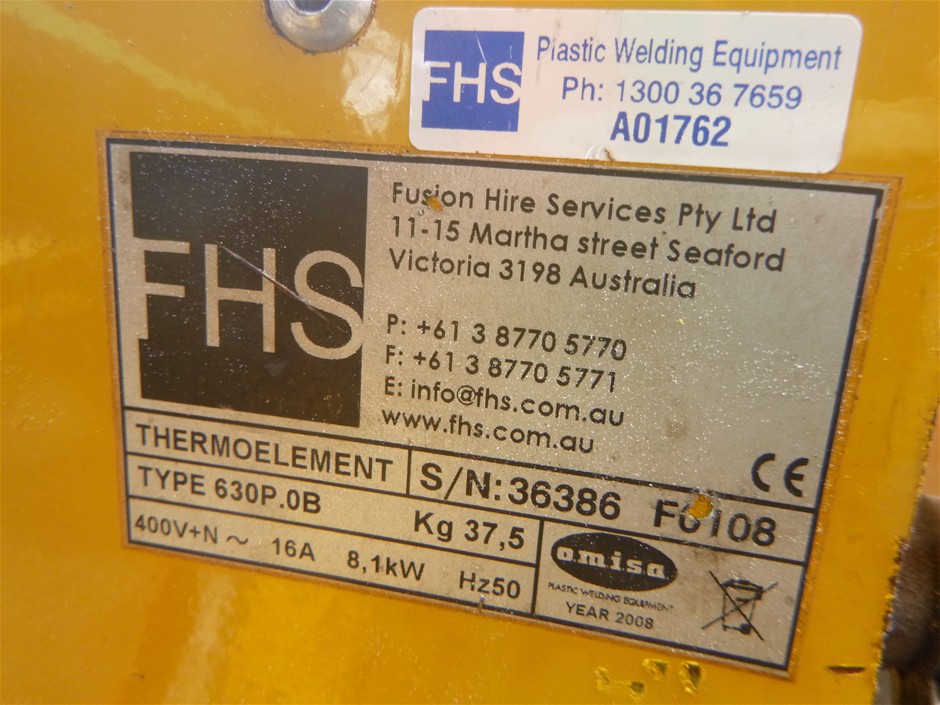 FHS
Plastic Welding Equipment
Ph: 1300 36 7659
A01762
FHS
Fusion Hire Services Pty Ltd
11-15 Martha street Seaford
Victoria 3198 Australia
P: +61 3 8770 5770
F: +61 3 8770 5771
E: info@fhs.com.au
www.fhs.com.au
CE
THERMOELEMENT
S/N: 36386 F0108
TYPE 630P.0B
Kg 37,5
400V+N ~ 16A 8,1kW Hz50
omisa
PLASTIC WELDING EQUIPMENT
YEAR 2008